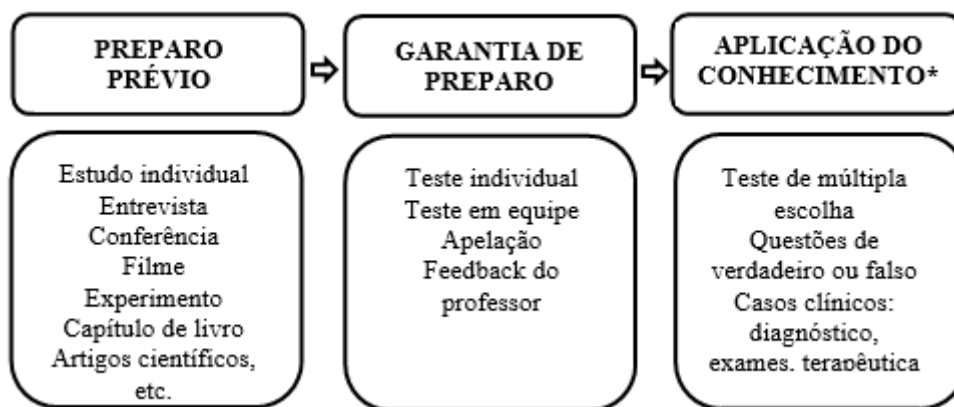 PREPARO
PRÉVIO
GARANTIA DE
PREPARO
APLICAÇÃO DO
CONHECIMENTO*
Estudo individual
Entrevista
Conferência
Filme
Experimento
Capítulo de livro
Artigos científicos,
etc.
Teste individual
Teste em equipe
Apelação
Feedback do
professor
Teste de múltipla
escolha
Questões de
verdadeiro ou falso
Casos clínicos:
diagnóstico,
exames, terapêutica